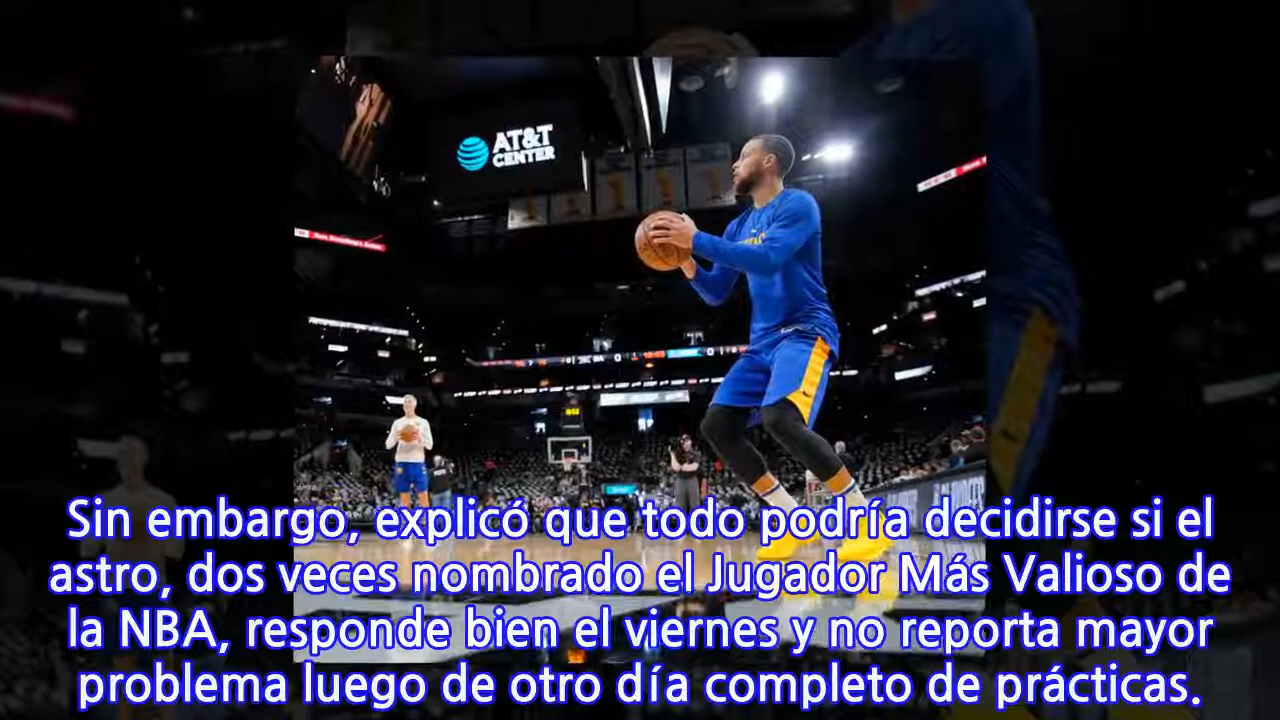 AT&T
CENTER
Sin embargo, explicó que todo podría decidirse si el
astro, dos veces nombrado el Jugador Más Valioso de
la NBA, responde bien el viernes y no reporta mayor
problema luego de otro día completo de prácticas.